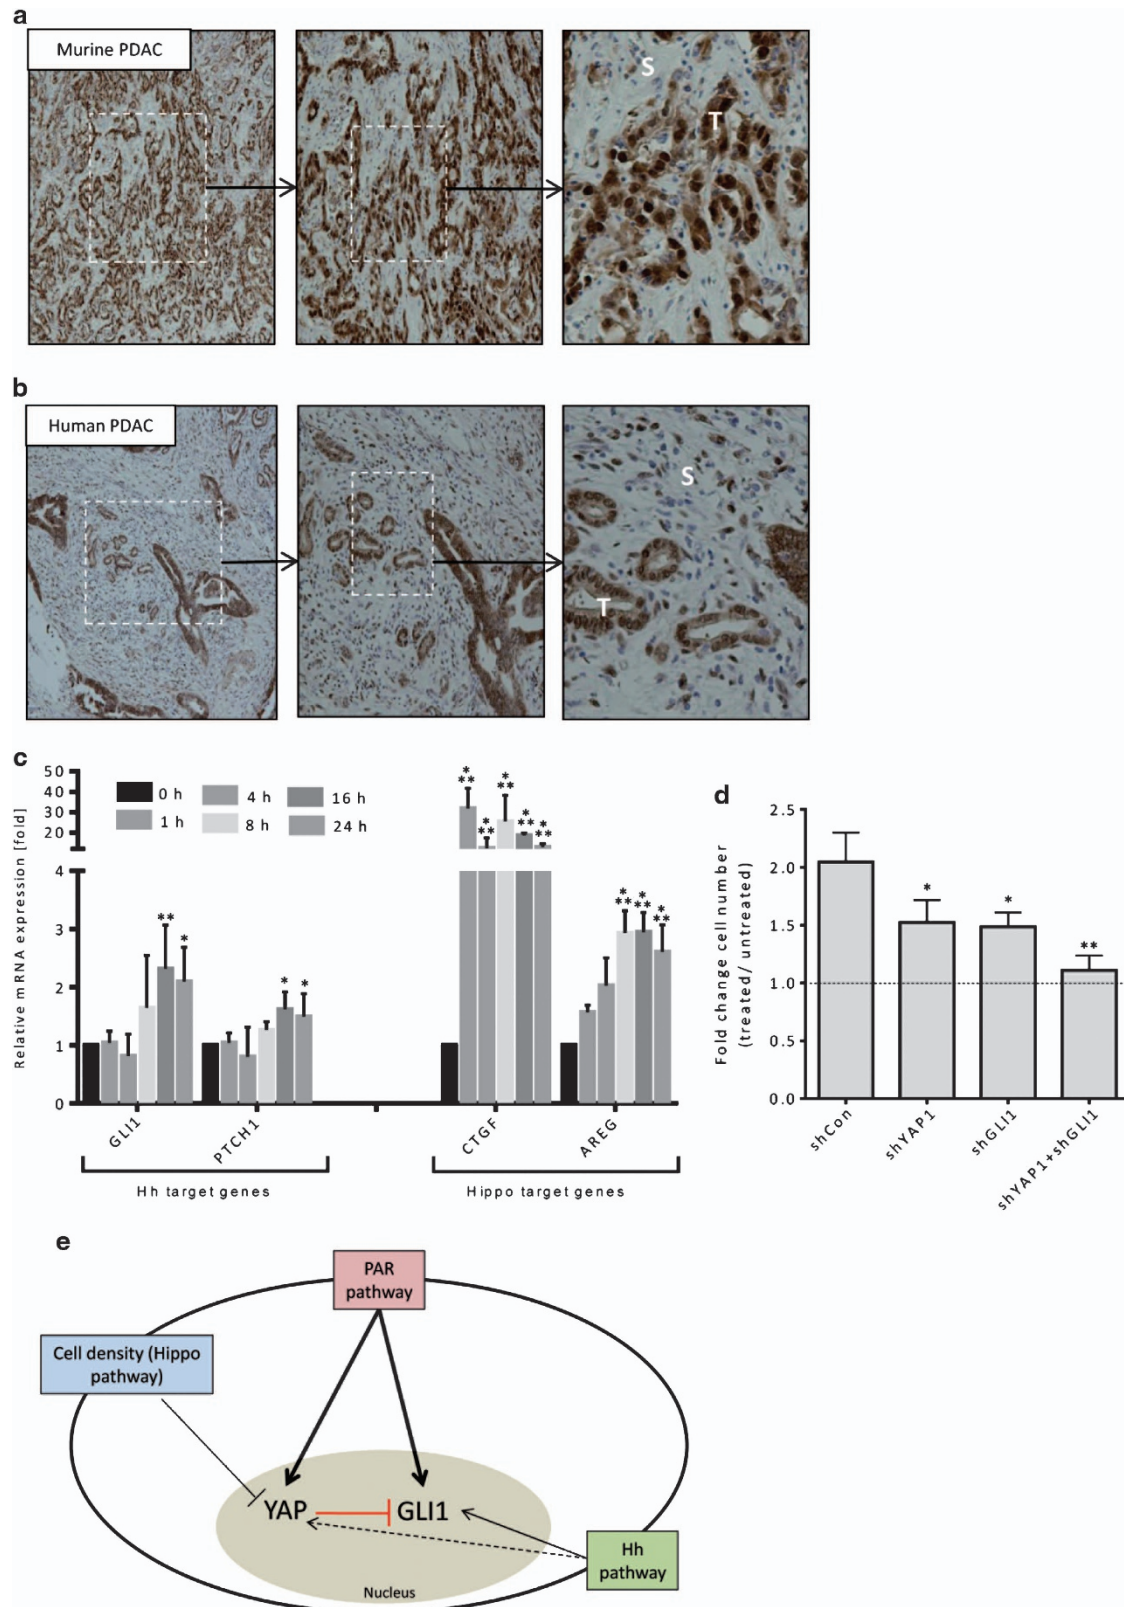 a
Murine PDAC
S
T
b
Human PDAC
S
T
c
Relative mRNA expression [fold]
50
40
30
20
4
3
2
1
0
0 h
4 h
16 h
1 h
8 h
24 h
*
**
*
**
*
**
*
**
*
**
**
*
*
*
*
**
*
**
*
**
GLI1
PTCH1
CTGF
AREG
Hh target genes
Hippo target genes
d
Fold change cell number
(treated/ untreated)
2.5
2.0
1.5
1.0
0.5
0.0
*
*
**
shCon
shYAP1
shGLI1
shYAP1+shGLI1
e
PAR
pathway
Cell density (Hippo
pathway)
YAP
GLI1
Hh
pathway
Nucleus